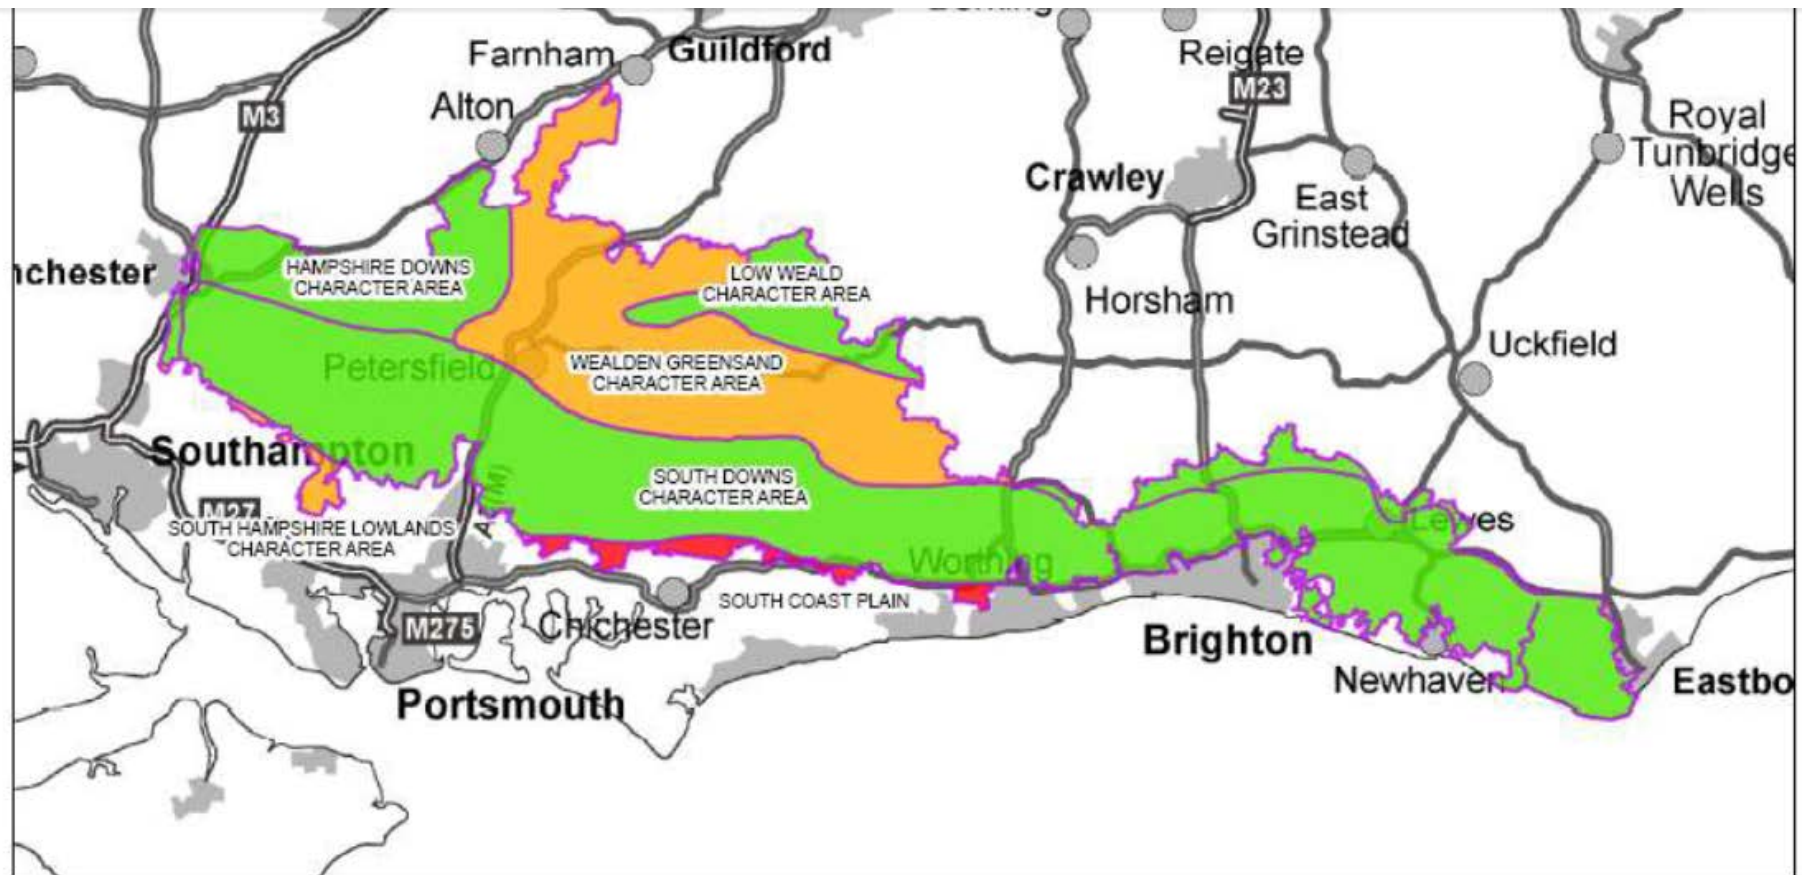 Farnham
Guildford
Reigate
M23
M3
Alton
Royal
Tunbridge
Wells
Crawley
East
Grinstead
nchester
HAMPSHIRE DOWNS
CHARACTER AREA
LOW WEALD
CHARACTER AREA
Horsham
Uckfield
Petersfield
WEALDEN GREENSAND
CHARACTER AREA
Southampton
SOUTH DOWNS
CHARACTER AREA
M27
SOUTH HAMPSHIRE LOWLANDS
CHARACTER AREA
Lewes
Worthing
SOUTH COAST PLAIN
M275
Chichester
Brighton
Newhaven
Eastbo
Portsmouth